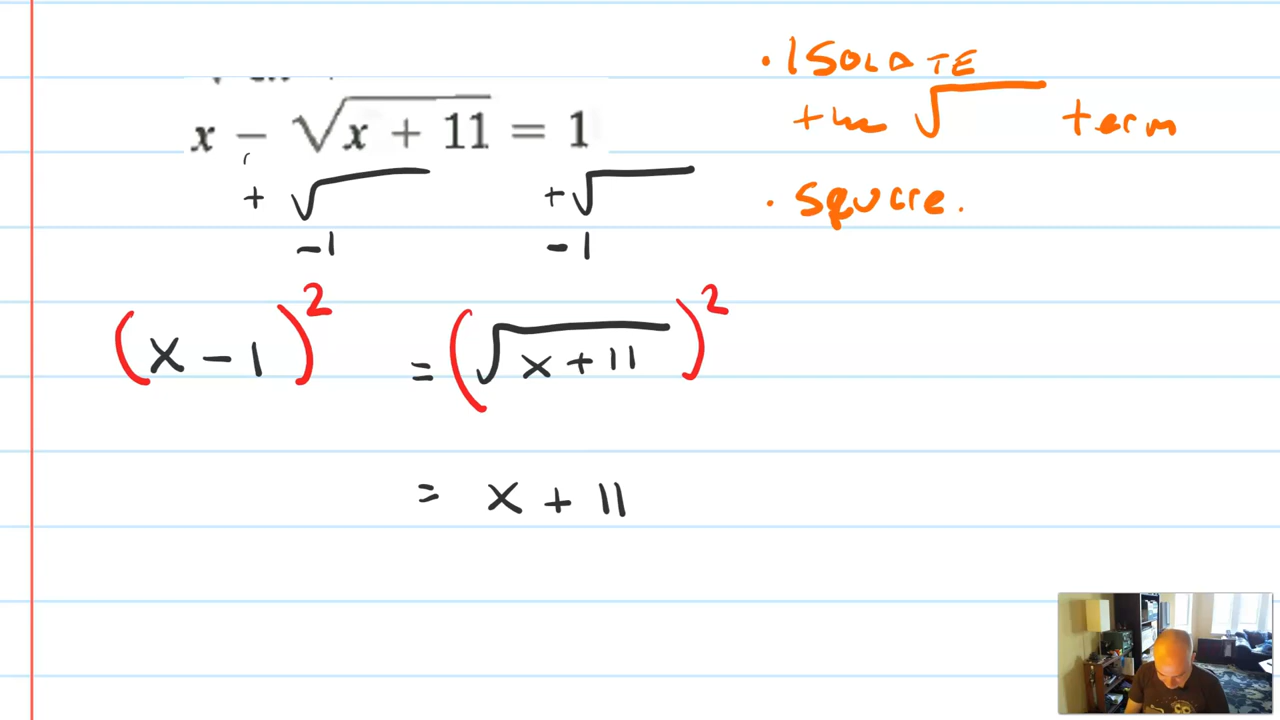 x − √(x + 11) = 1
+ √ + √
−1 −1
(x − 1)² = (√(x + 11))²
= x + 11
· ISOLATE
the √ term
· square.